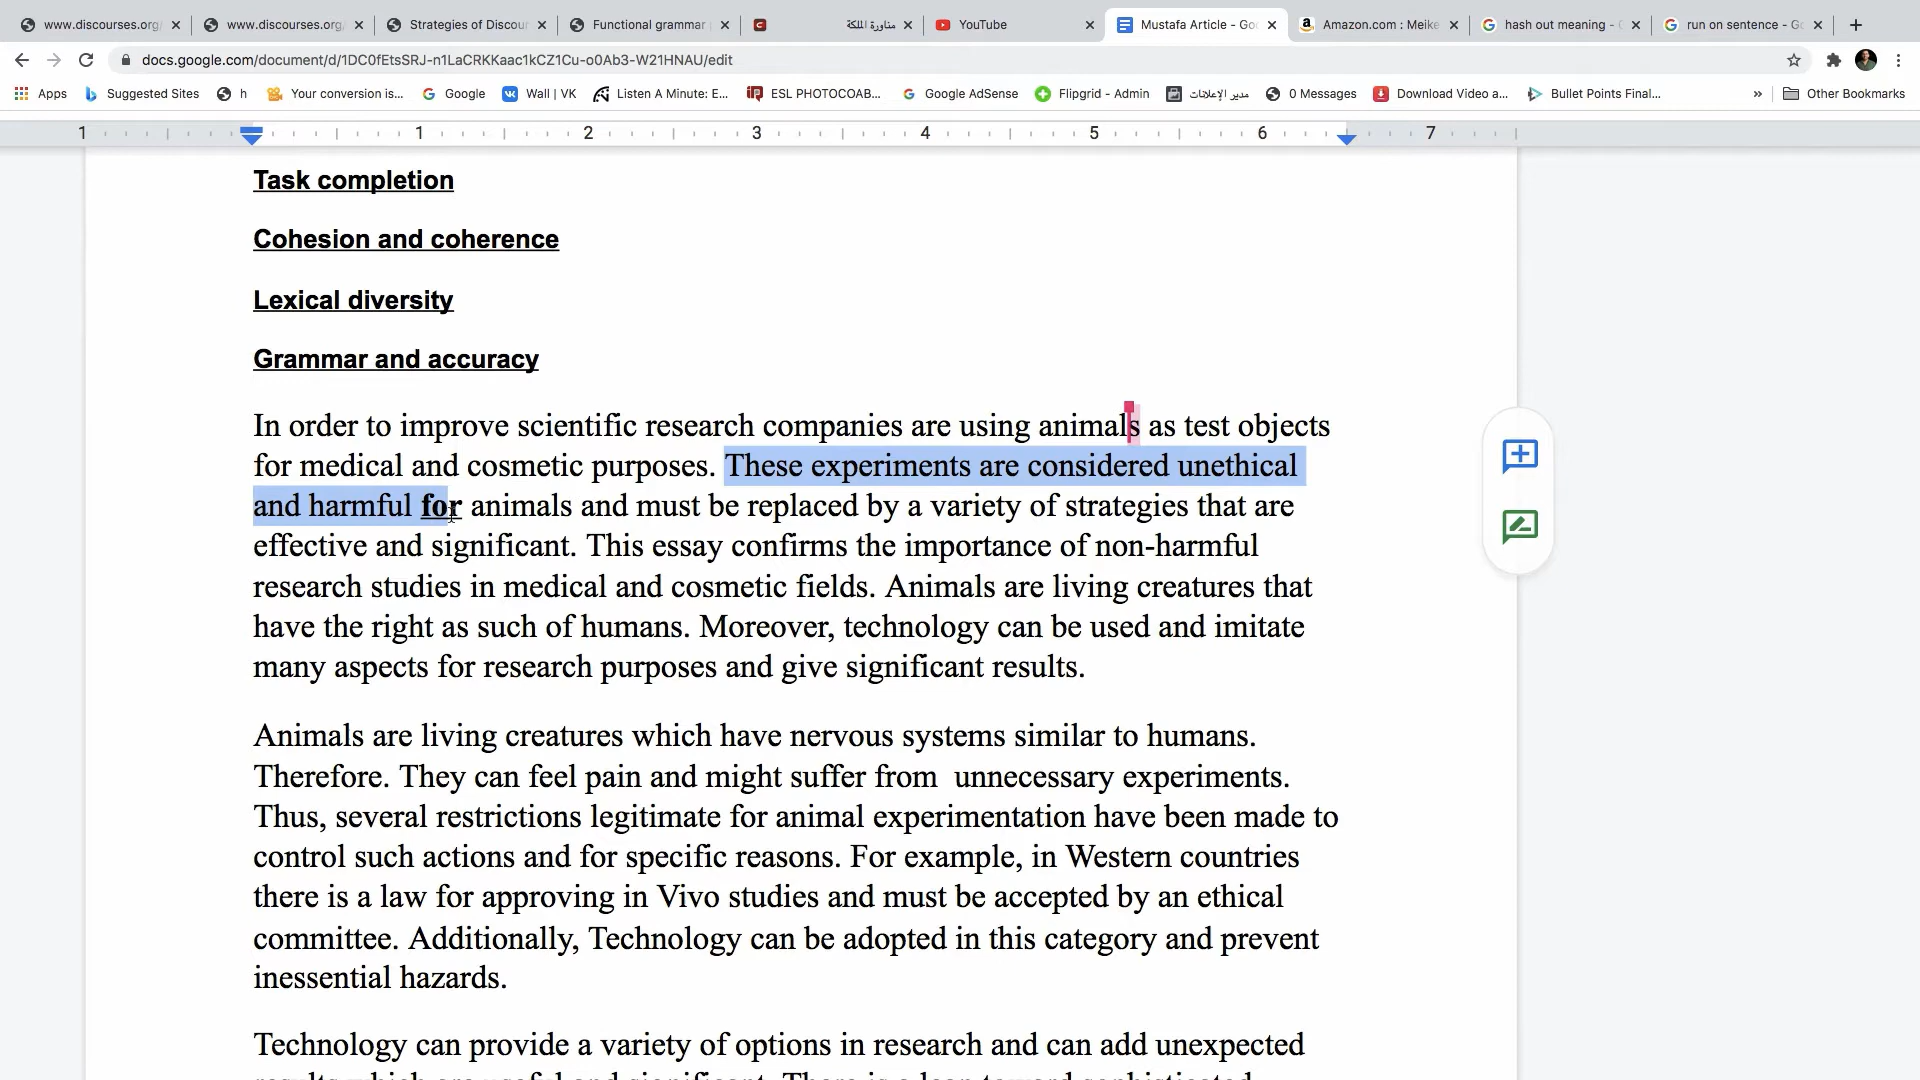 www.discourses.org/
www.discourses.org/
Strategies of Discour
Functional grammar
مناورة الملكة
YouTube
Mustafa Article - Goo
Amazon.com : Meike
hash out meaning -
run on sentence - Go
docs.google.com/document/d/1DC0fEtsSRJ-n1LaCRKKaac1kCZ1Cu-o0Ab3-W21HNAU/edit
Apps
Suggested Sites
h
Your conversion is...
Google
Wall | VK
Listen A Minute: E...
ESL PHOTOCOAB...
Google AdSense
Flipgrid - Admin
مدير الإعلانات
0 Messages
Download Video a...
Bullet Points Final...
»
Other Bookmarks
1 1 2 3 4 5 6 7
Task completion
Cohesion and coherence
Lexical diversity
Grammar and accuracy
In order to improve scientific research companies are using animals as test objects
for medical and cosmetic purposes. These experiments are considered unethical
and harmful for animals and must be replaced by a variety of strategies that are
effective and significant. This essay confirms the importance of non-harmful
research studies in medical and cosmetic fields. Animals are living creatures that
have the right as such of humans. Moreover, technology can be used and imitate
many aspects for research purposes and give significant results.
Animals are living creatures which have nervous systems similar to humans.
Therefore. They can feel pain and might suffer from  unnecessary experiments.
Thus, several restrictions legitimate for animal experimentation have been made to
control such actions and for specific reasons. For example, in Western countries
there is a law for approving in Vivo studies and must be accepted by an ethical
committee. Additionally, Technology can be adopted in this category and prevent
inessential hazards.
Technology can provide a variety of options in research and can add unexpected